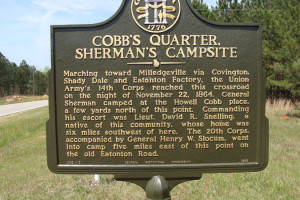 1776
COBB'S QUARTER,
SHERMAN'S CAMPSITE
Marching toward Milledgeville via Covington,
Shady Dale and Eatonton Factory, the Union
Army's 14th Corps reached this crossroad
on the night of November 22, 1864. General
Sherman camped at the Howell Cobb place,
a few yards north of this point. Commanding
his escort was Lieut. David R. Snelling, a
native of this community, whose home was
six miles southwest of here. The 20th Corps,
accompanied by General Henry W. Slocum, went
into camp five miles east of this point on
the old Eatonton Road.